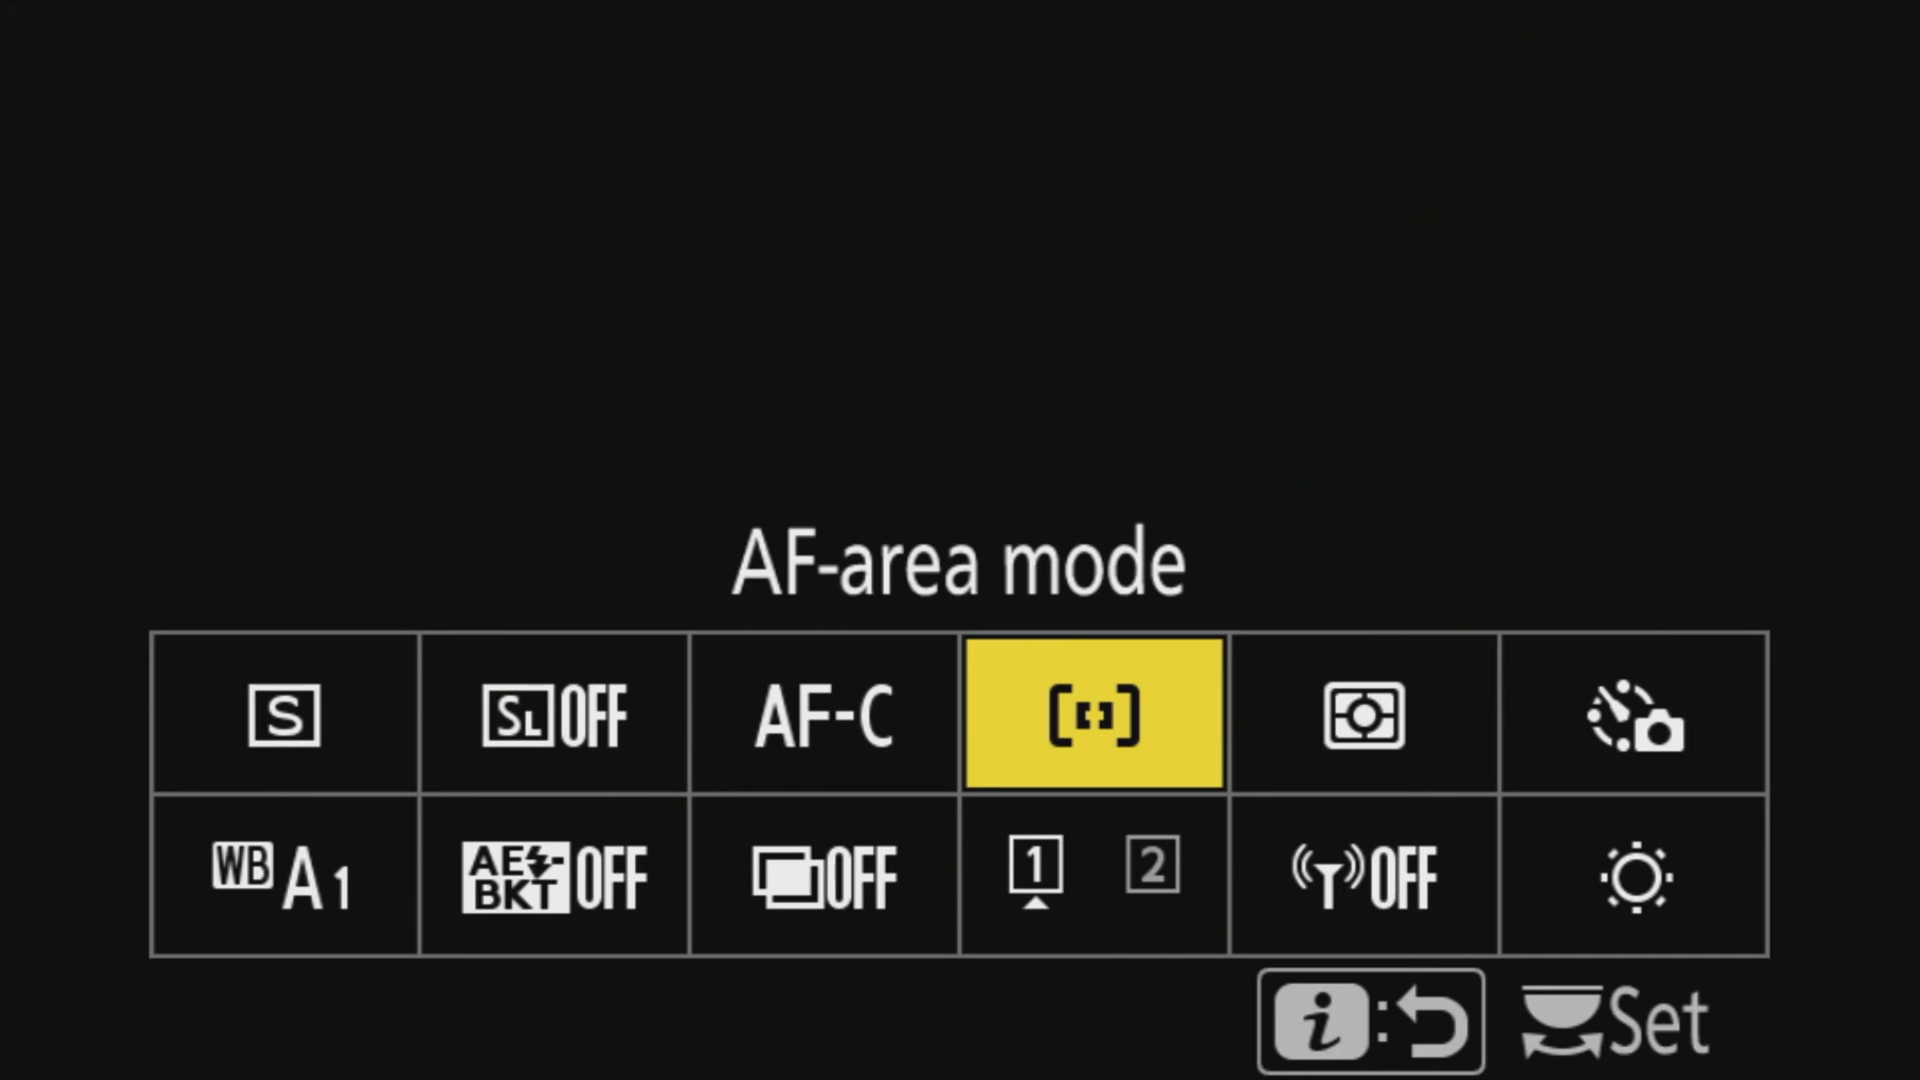 AF-area mode
S SL OFF AF-C
WB A1 AE-BKT OFF OFF 1 2 OFF
i: Set